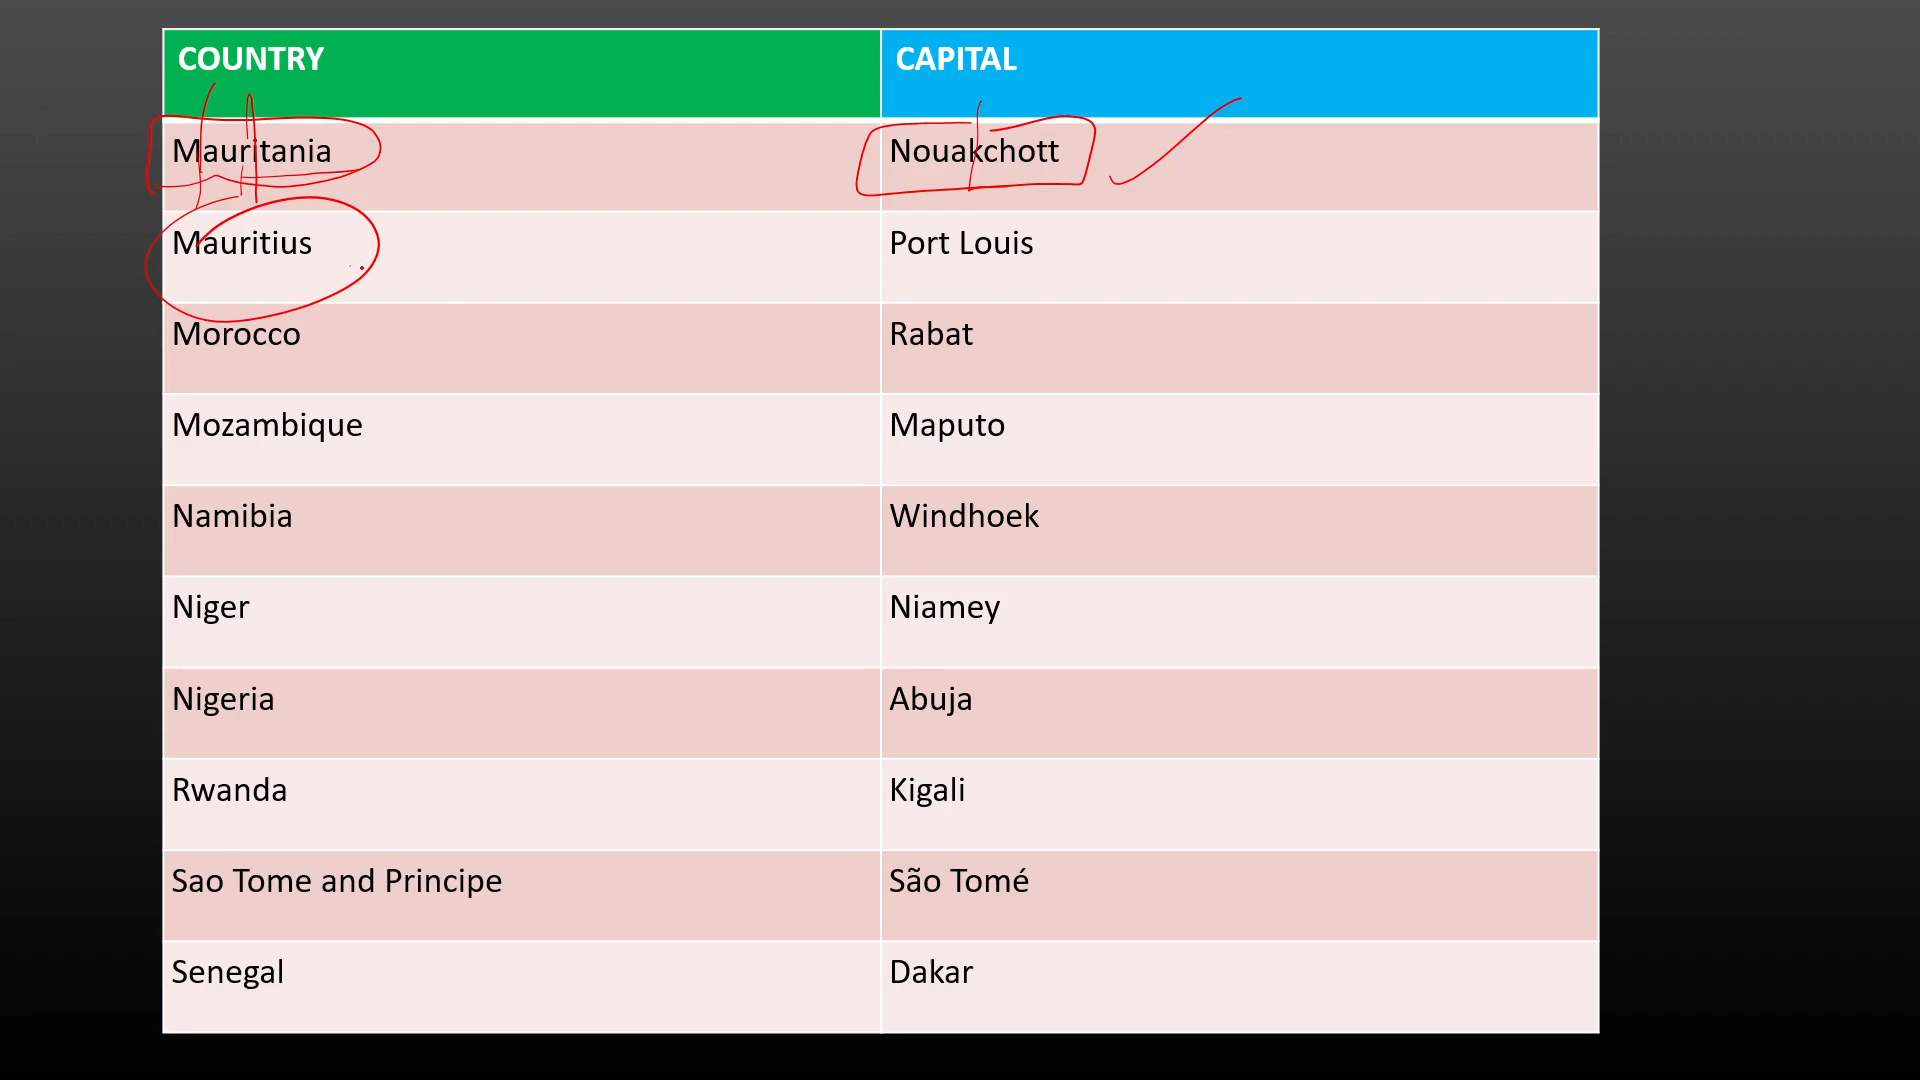 COUNTRY CAPITAL
Mauritania Nouakchott
Mauritius Port Louis
Morocco Rabat
Mozambique Maputo
Namibia Windhoek
Niger Niamey
Nigeria Abuja
Rwanda Kigali
Sao Tome and Principe São Tomé
Senegal Dakar